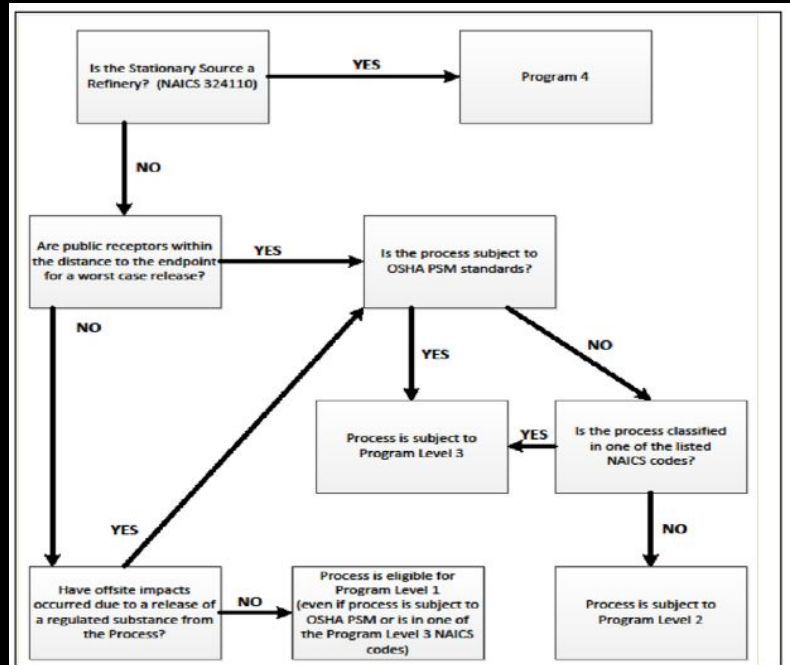 Is the Stationary Source a
Refinery? (NAICS 324110)
YES
Program 4
NO
Are public receptors within
the distance to the endpoint
for a worst case release?
YES
Is the process subject to
OSHA PSM standards?
NO
YES
NO
Process is subject to
Program Level 3
YES
Is the process classified
in one of the listed
NAICS codes?
YES
NO
Have offsite impacts
occurred due to a release of
a regulated substance from
the Process?
NO
Process is eligible for
Program Level 1
(even if process is subject to
OSHA PSM or is in one of
the Program Level 3 NAICS
codes)
Process is subject to
Program Level 2